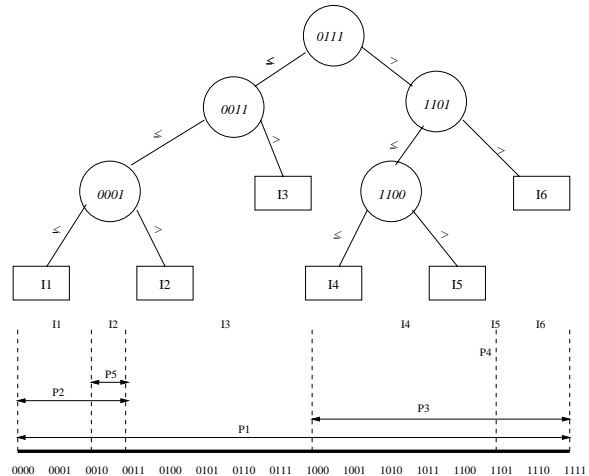 0111
≤ >
0011 1101
≤ > ≤ >
0001 I3 1100 I6
≤ > ≤ >
I1 I2 I4 I5
I1 I2 I3 I4 I5 I6
P4
P5
P2
P3
P1
0000 0001 0010 0011 0100 0101 0110 0111 1000 1001 1010 1011 1100 1101 1110 1111